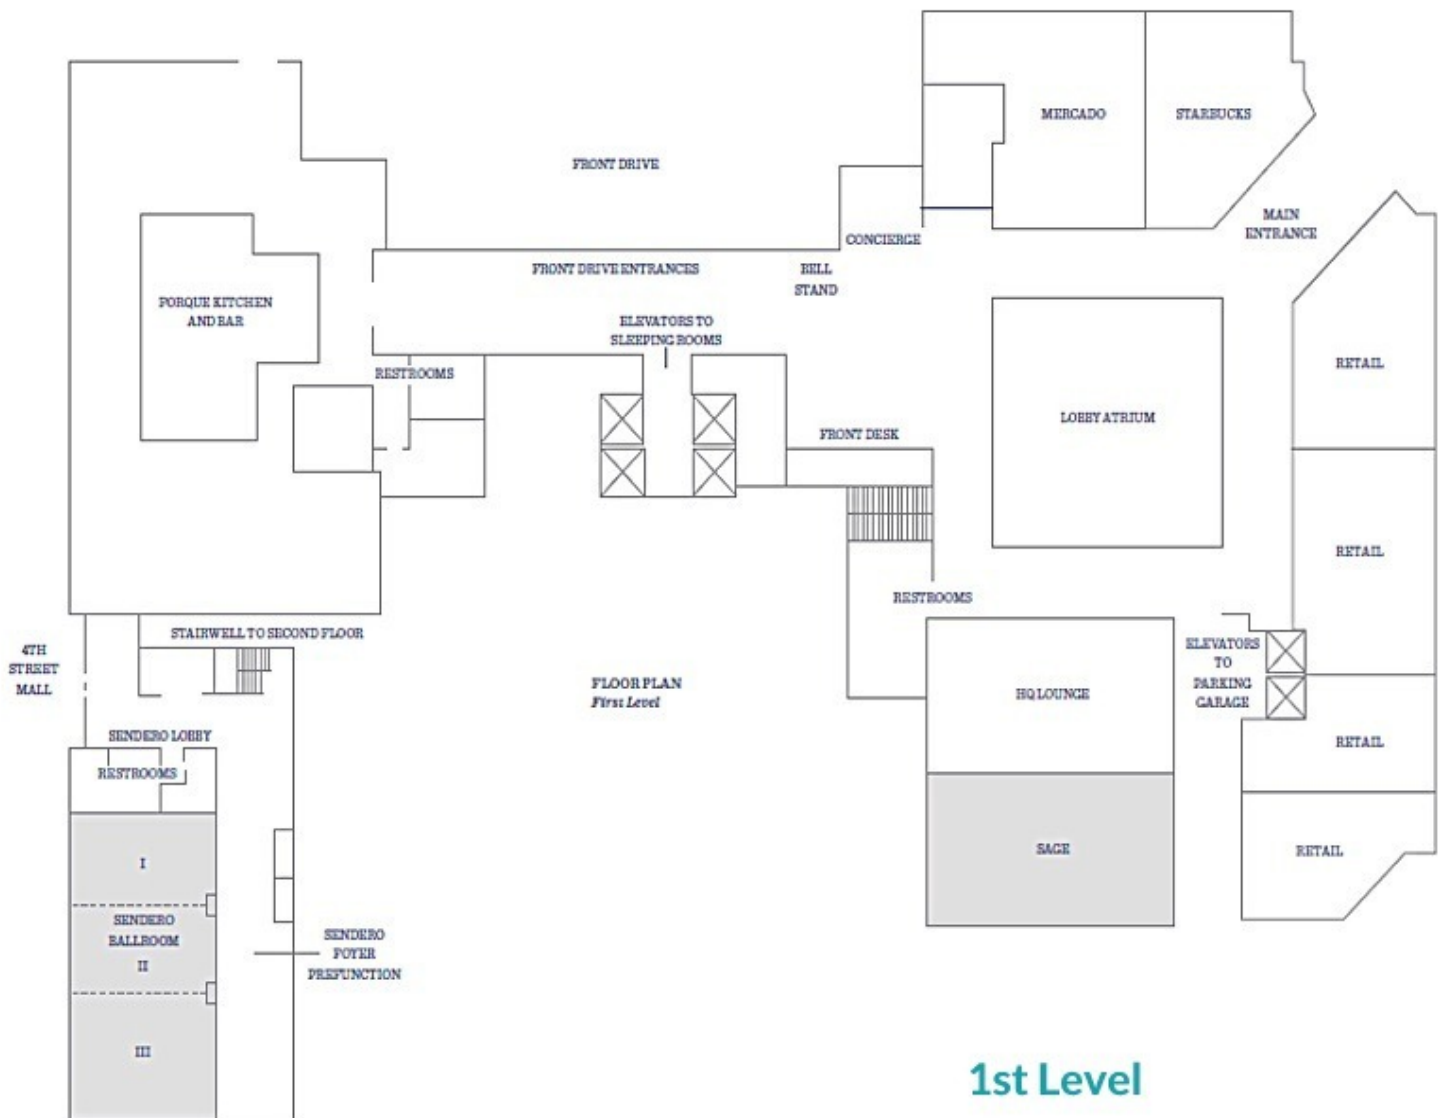 MERCADO
STARBUCKS
FRONT DRIVE
MAIN
ENTRANCE
CONCIERGE
FRONT DRIVE ENTRANCES
BELL
STAND
PORQUE KITCHEN
AND BAR
ELEVATORS TO
SLEEPING ROOMS
RETAIL
RESTROOMS
LOBBY ATRIUM
FRONT DESK
RETAIL
RESTROOMS
STAIRWELL TO SECOND FLOOR
4TH
STREET
MALL
ELEVATORS
TO
PARKING
GARAGE
FLOOR PLAN
First Level
HQ LOUNGE
SENDERO LOBBY
RETAIL
RESTROOMS
SAGE
RETAIL
I
SENDERO
BALLROOM
II
SENDERO
FOYER
PREFUNCTION
III
1st Level